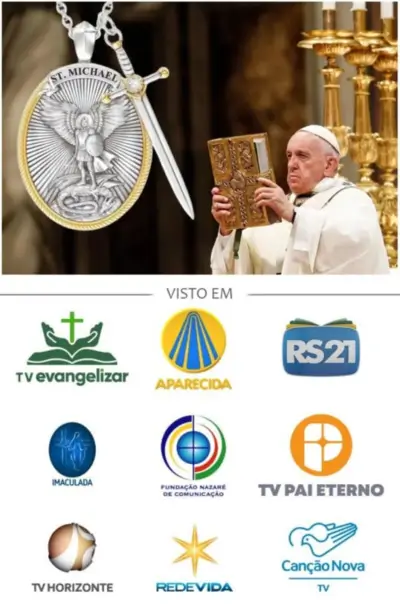 ST. MICHAEL
VISTO EM
TV evangelizar
APARECIDA
RS21
IMACULADA
FUNDAÇÃO NAZARÉ
DE COMUNICAÇÃO
TV PAI ETERNO
TV HORIZONTE
REDEVIDA
Canção Nova
TV